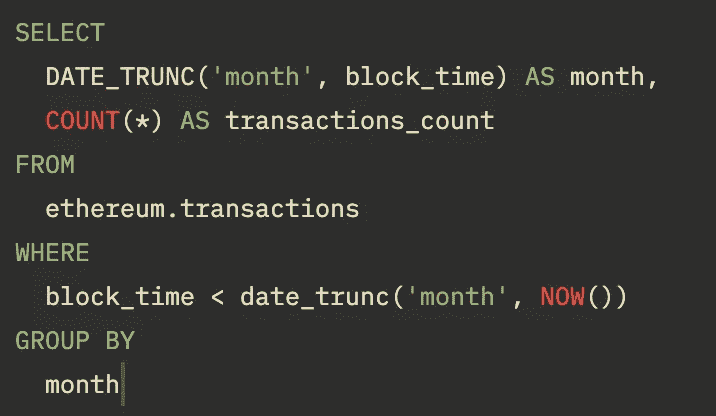 SELECT
  DATE_TRUNC('month', block_time) AS month,
  COUNT(*) AS transactions_count
FROM
  ethereum.transactions
WHERE
  block_time < date_trunc('month', NOW())
GROUP BY
  month